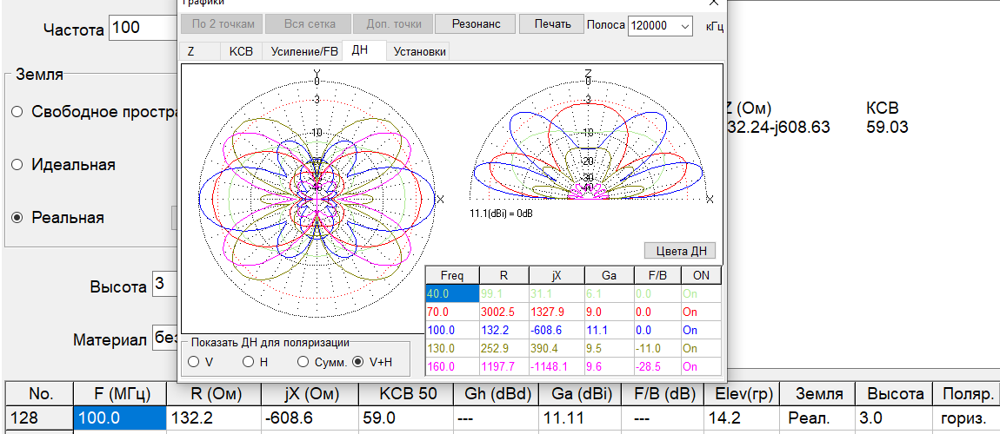 Графики
Частота 100
По 2 точкам Вся сетка Доп. точки Резонанс Печать Полоса 120000 кГц
Z КСВ Усиление/FB ДН Установки
Земля
Свободное простра
Идеальная
Реальная
Y
0
-3
-10
-20
X
Z
0
-3
-10
-20
-30
-40
X
11.1(dBi) = 0dB
Z (Ом) КСВ
132.24-j608.63 59.03
Цвета ДН
Высота 3
Материал без
Показать ДН для поляризации
V H Сумм. V+H
Freq R jX Ga F/B ON
40.0 99.1 31.1 6.1 0.0 On
70.0 3002.5 1327.9 9.0 0.0 On
100.0 132.2 -608.6 11.1 0.0 On
130.0 252.9 390.4 9.5 -11.0 On
160.0 1197.7 -1148.1 9.6 -28.5 On
No. F (МГц) R (Ом) jX (Ом) КСВ 50 Gh (dBd) Ga (dBi) F/B (dB) Elev(гр) Земля Высота Поляр.
128 100.0 132.2 -608.6 59.0 --- 11.11 --- 14.2 Реал. 3.0 гориз.